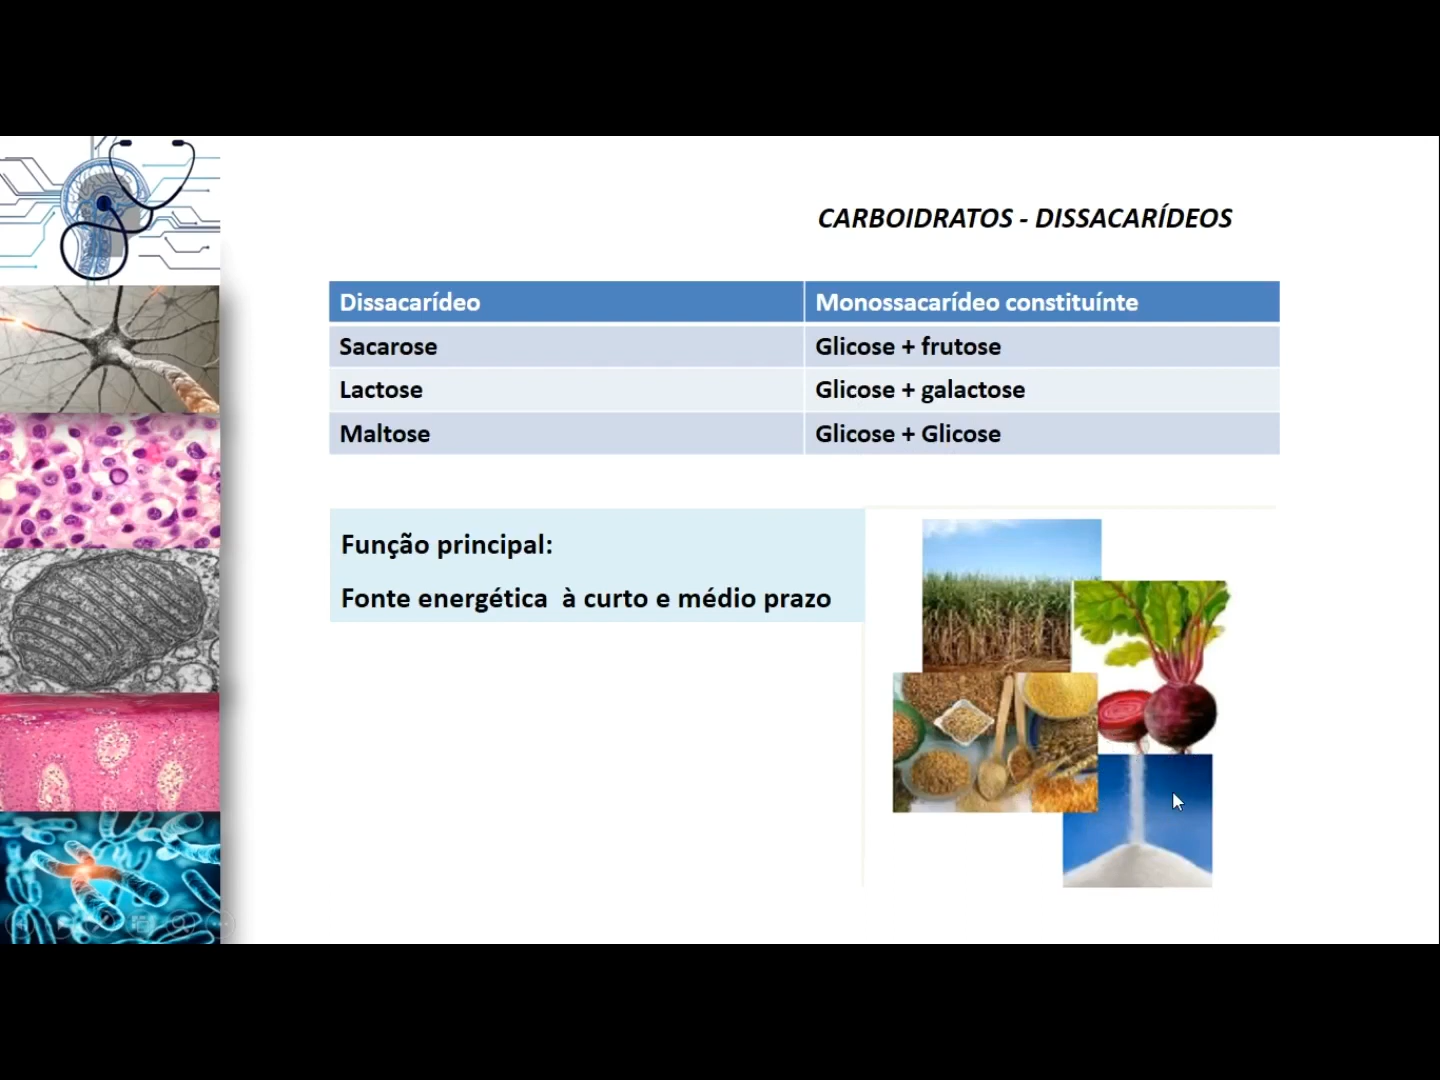 CARBOIDRATOS - DISSACARÍDEOS
Dissacarídeo Monossacarídeo constituínte
Sacarose Glicose + frutose
Lactose Glicose + galactose
Maltose Glicose + Glicose
Função principal:
Fonte energética à curto e médio prazo